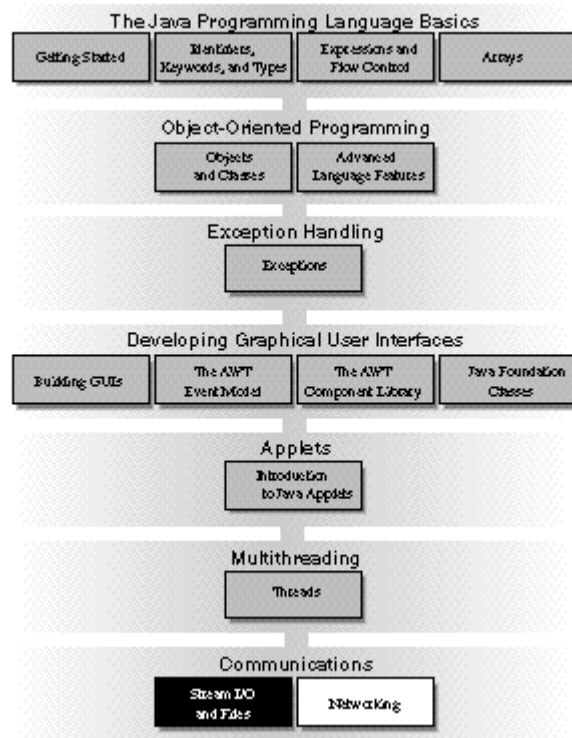 The Java Programming Language Basics
Getting Started
Identifiers,
Keywords, and Types
Expressions and
Flow Control
Arrays
Object-Oriented Programming
Objects
and Classes
Advanced
Language Features
Exception Handling
Exceptions
Developing Graphical User Interfaces
Building GUIs
The AWT
Event Model
The AWT
Component Library
Java Foundation
Classes
Applets
Introduction
to Java Applets
Multithreading
Threads
Communications
Stream I/O
and Files
Networking